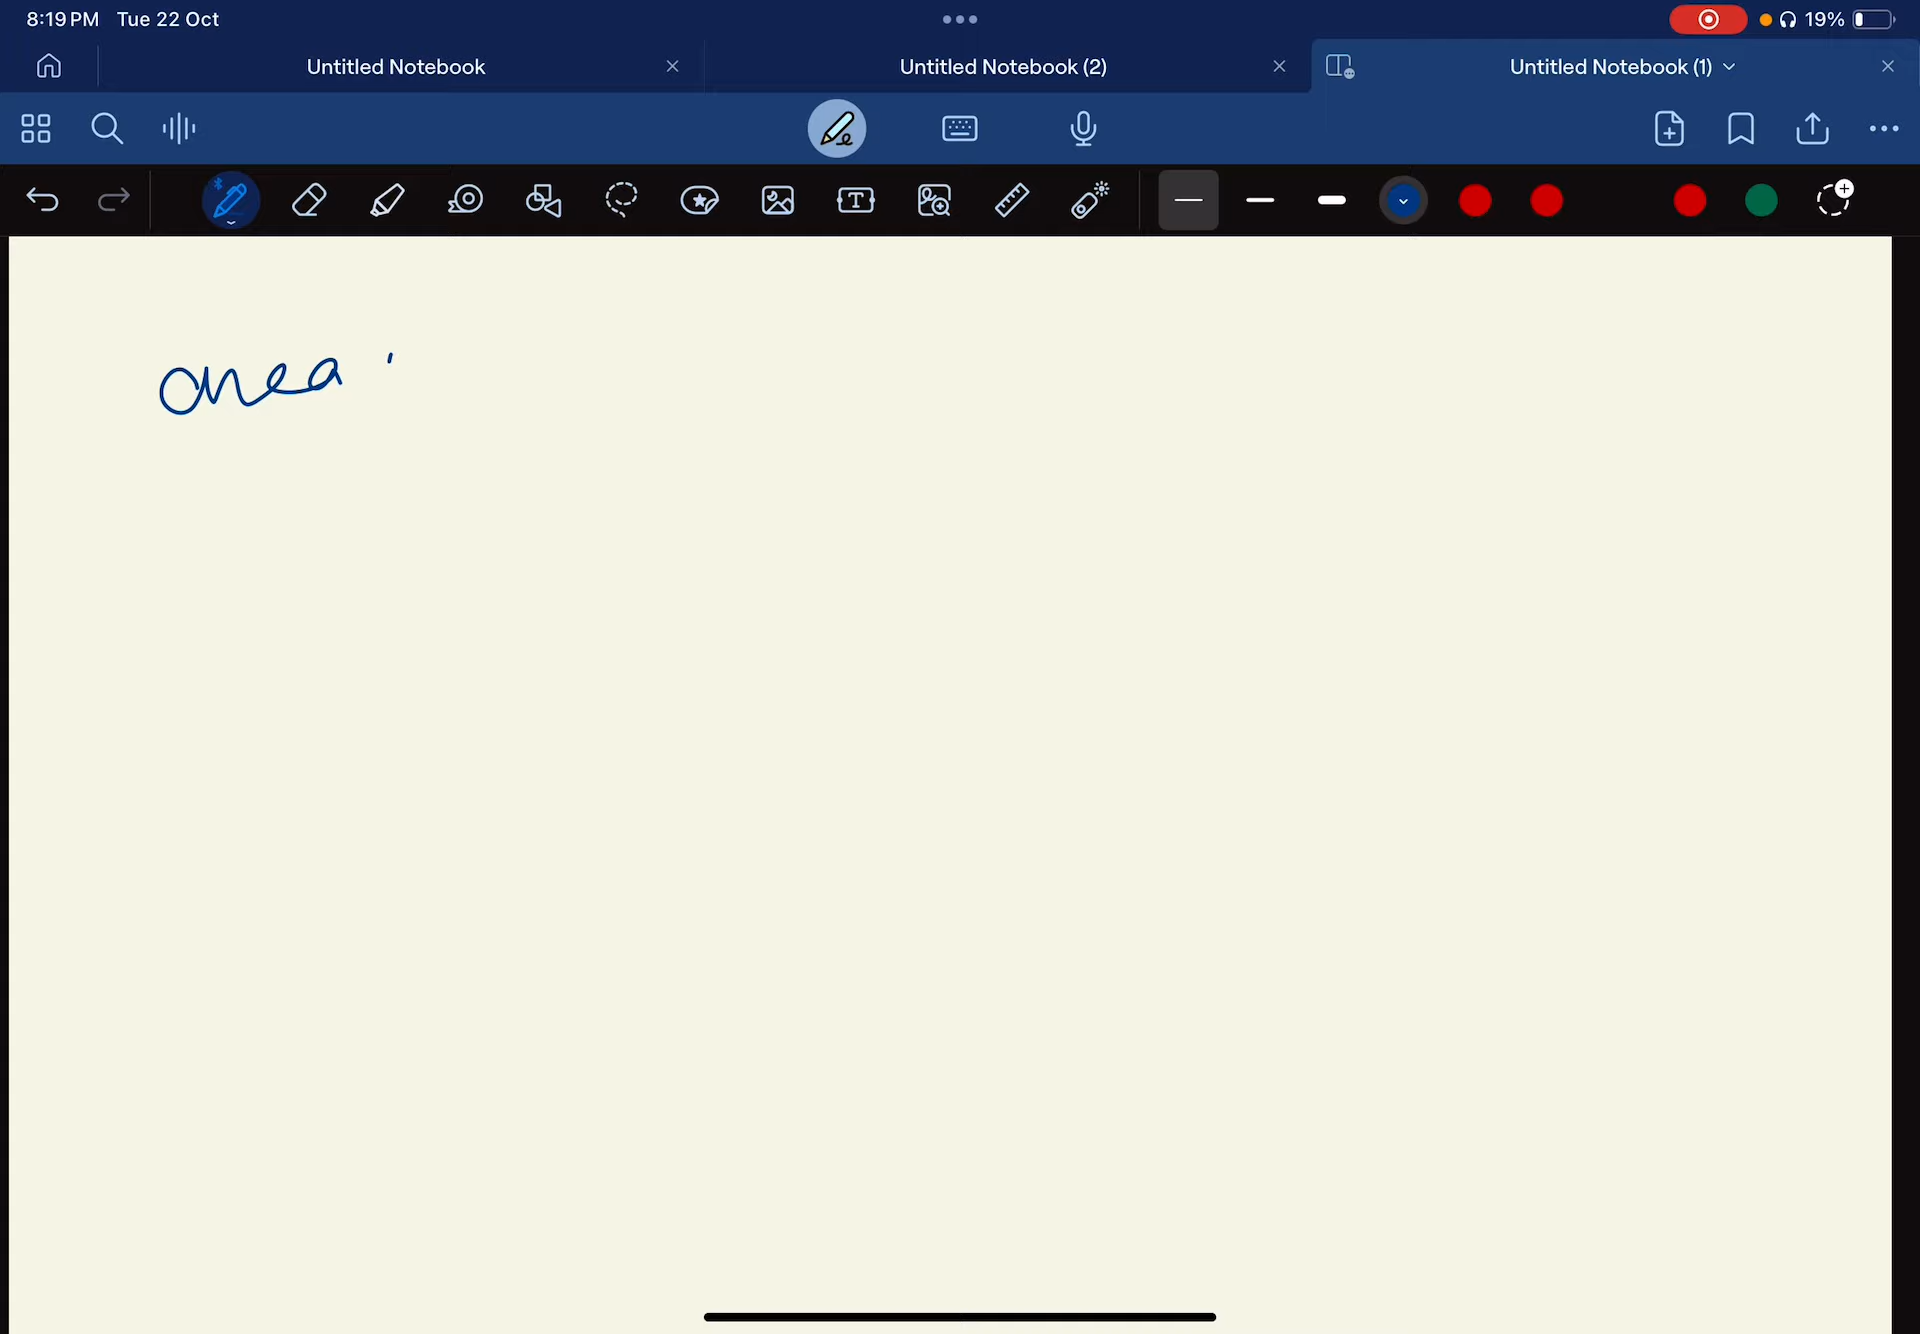 8:19 PM Tue 22 Oct 19%
Untitled Notebook Untitled Notebook (2) Untitled Notebook (1)
area